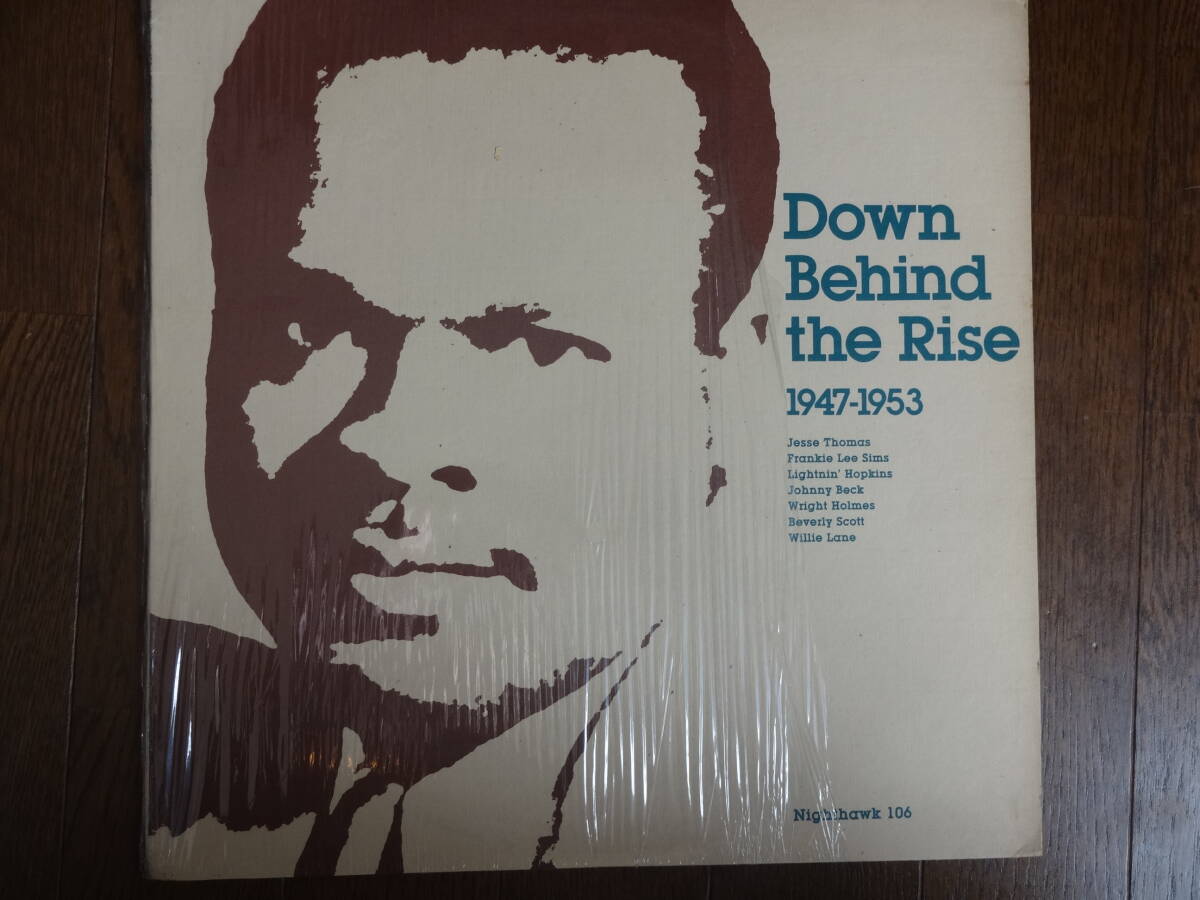 Down
Behind
the Rise
1947-1953
Jesse Thomas
Frankie Lee Sims
Lightnin' Hopkins
Johnny Beck
Wright Holmes
Beverly Scott
Willie Lane
Nighthawk 106